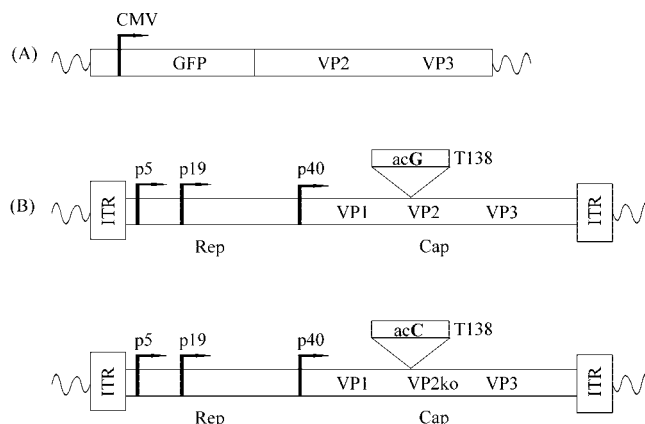 CMV
(A) GFP VP2 VP3
acG T138
p5 p19 p40
(B) ITR VP1 VP2 VP3 ITR
Rep Cap
acC T138
p5 p19 p40
ITR VP1 VP2ko VP3 ITR
Rep Cap